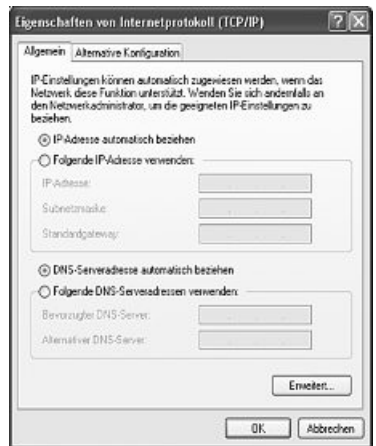 Eigenschaften von Internetprotokoll (TCP/IP)
Allgemein Alternative Konfiguration
IP-Einstellungen können automatisch zugewiesen werden, wenn das
Netzwerk diese Funktion unterstützt. Wenden Sie sich andernfalls an
den Netzwerkadministrator, um die geeigneten IP-Einstellungen zu
beziehen.
IP-Adresse automatisch beziehen
Folgende IP-Adresse verwenden:
IP-Adresse:
Subnetzmaske:
Standardgateway:
DNS-Serveradresse automatisch beziehen
Folgende DNS-Serveradressen verwenden:
Bevorzugter DNS-Server:
Alternativer DNS-Server:
Erweitert...
OK Abbrechen